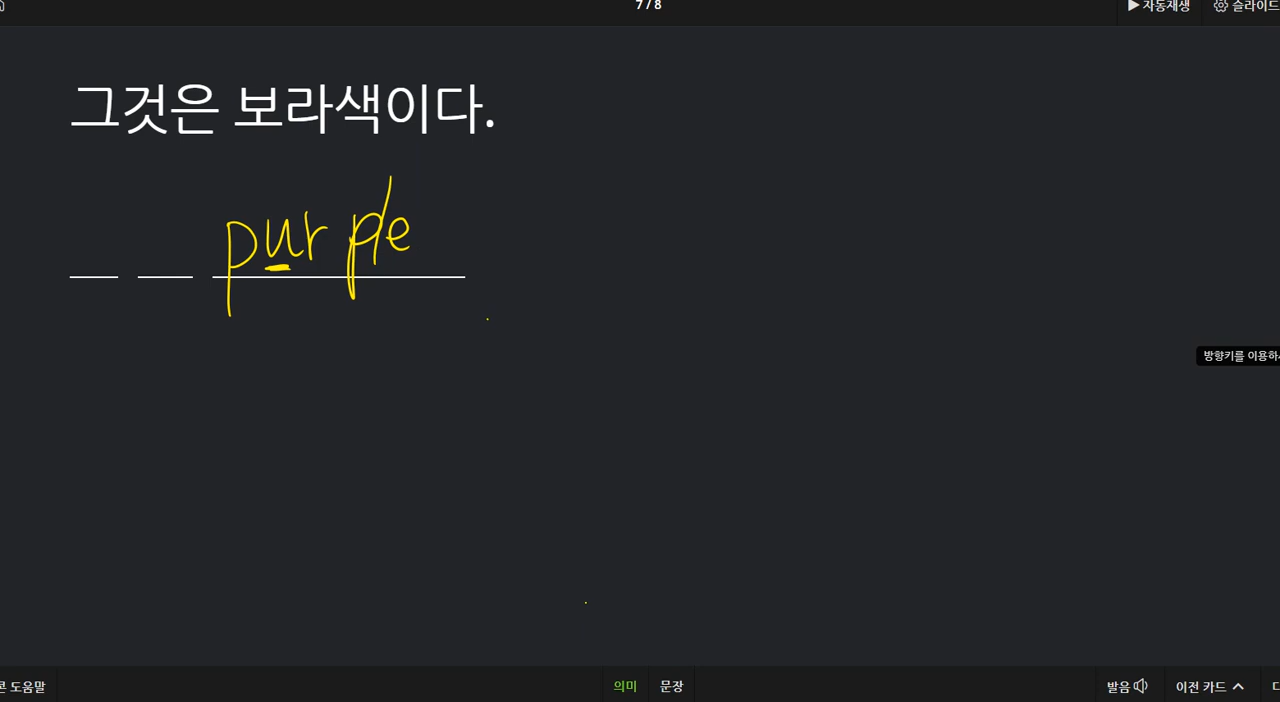 7 / 8
▶ 자동재생
슬라이드
그것은 보라색이다.
purple
방향키를 이용하
도움말
의미
문장
발음
이전 카드